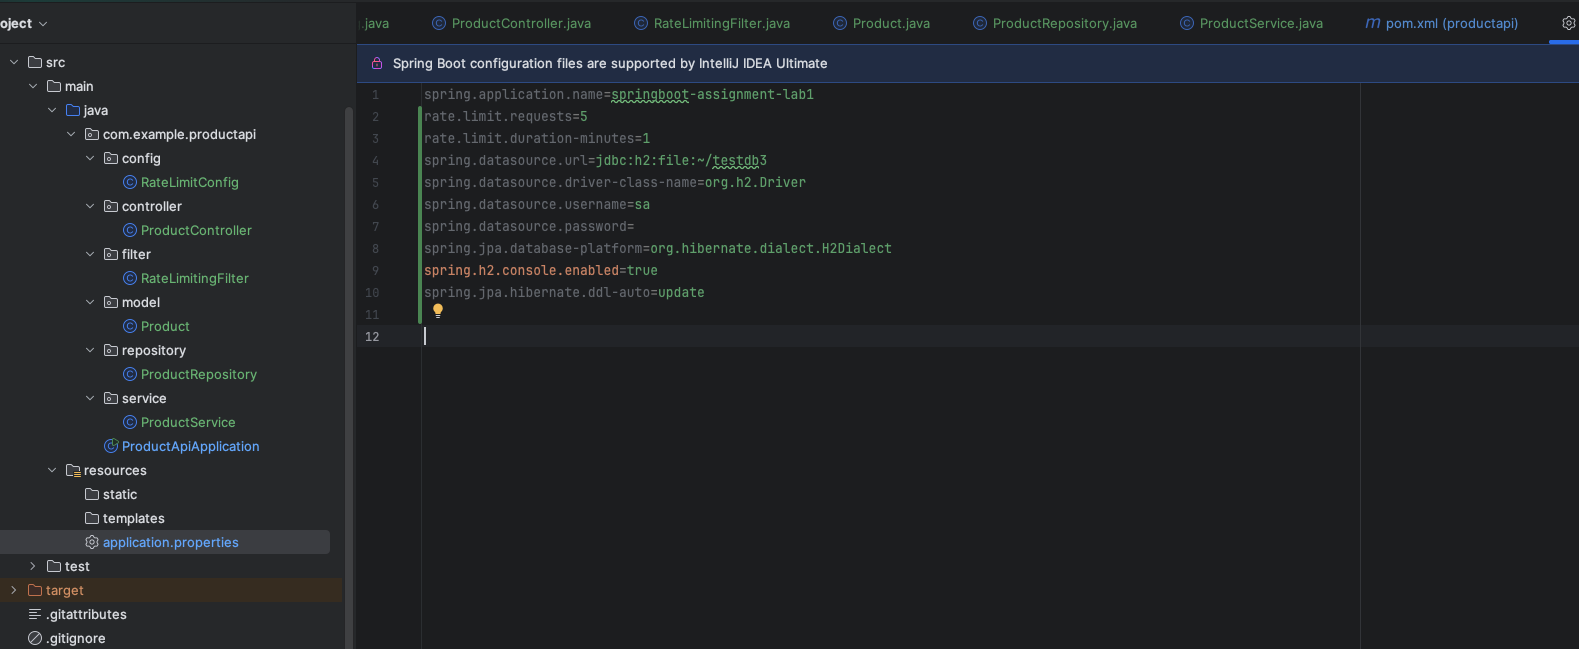 oject
.java
ProductController.java
RateLimitingFilter.java
Product.java
ProductRepository.java
ProductService.java
m pom.xml (productapi)
src
main
java
com.example.productapi
config
RateLimitConfig
controller
ProductController
filter
RateLimitingFilter
model
Product
repository
ProductRepository
service
ProductService
ProductApiApplication
resources
static
templates
application.properties
test
target
.gitattributes
.gitignore
Spring Boot configuration files are supported by IntelliJ IDEA Ultimate
1 spring.application.name=springboot-assignment-lab1
2 rate.limit.requests=5
3 rate.limit.duration-minutes=1
4 spring.datasource.url=jdbc:h2:file:~/testdb3
5 spring.datasource.driver-class-name=org.h2.Driver
6 spring.datasource.username=sa
7 spring.datasource.password=
8 spring.jpa.database-platform=org.hibernate.dialect.H2Dialect
9 spring.h2.console.enabled=true
10 spring.jpa.hibernate.ddl-auto=update
11
12